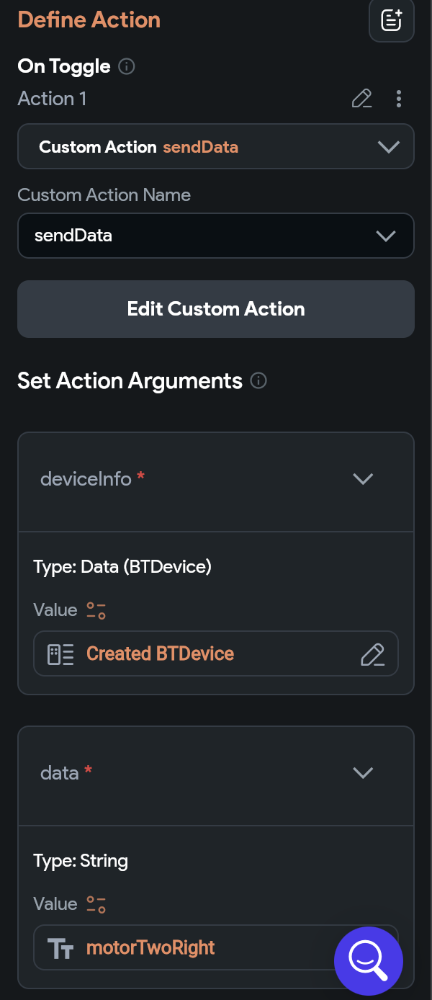 Define Action
On Toggle
Action 1
Custom Action sendData
Custom Action Name
sendData
Edit Custom Action
Set Action Arguments
deviceInfo *
Type: Data (BTDevice)
Value
Created BTDevice
data *
Type: String
Value
motorTwoRight